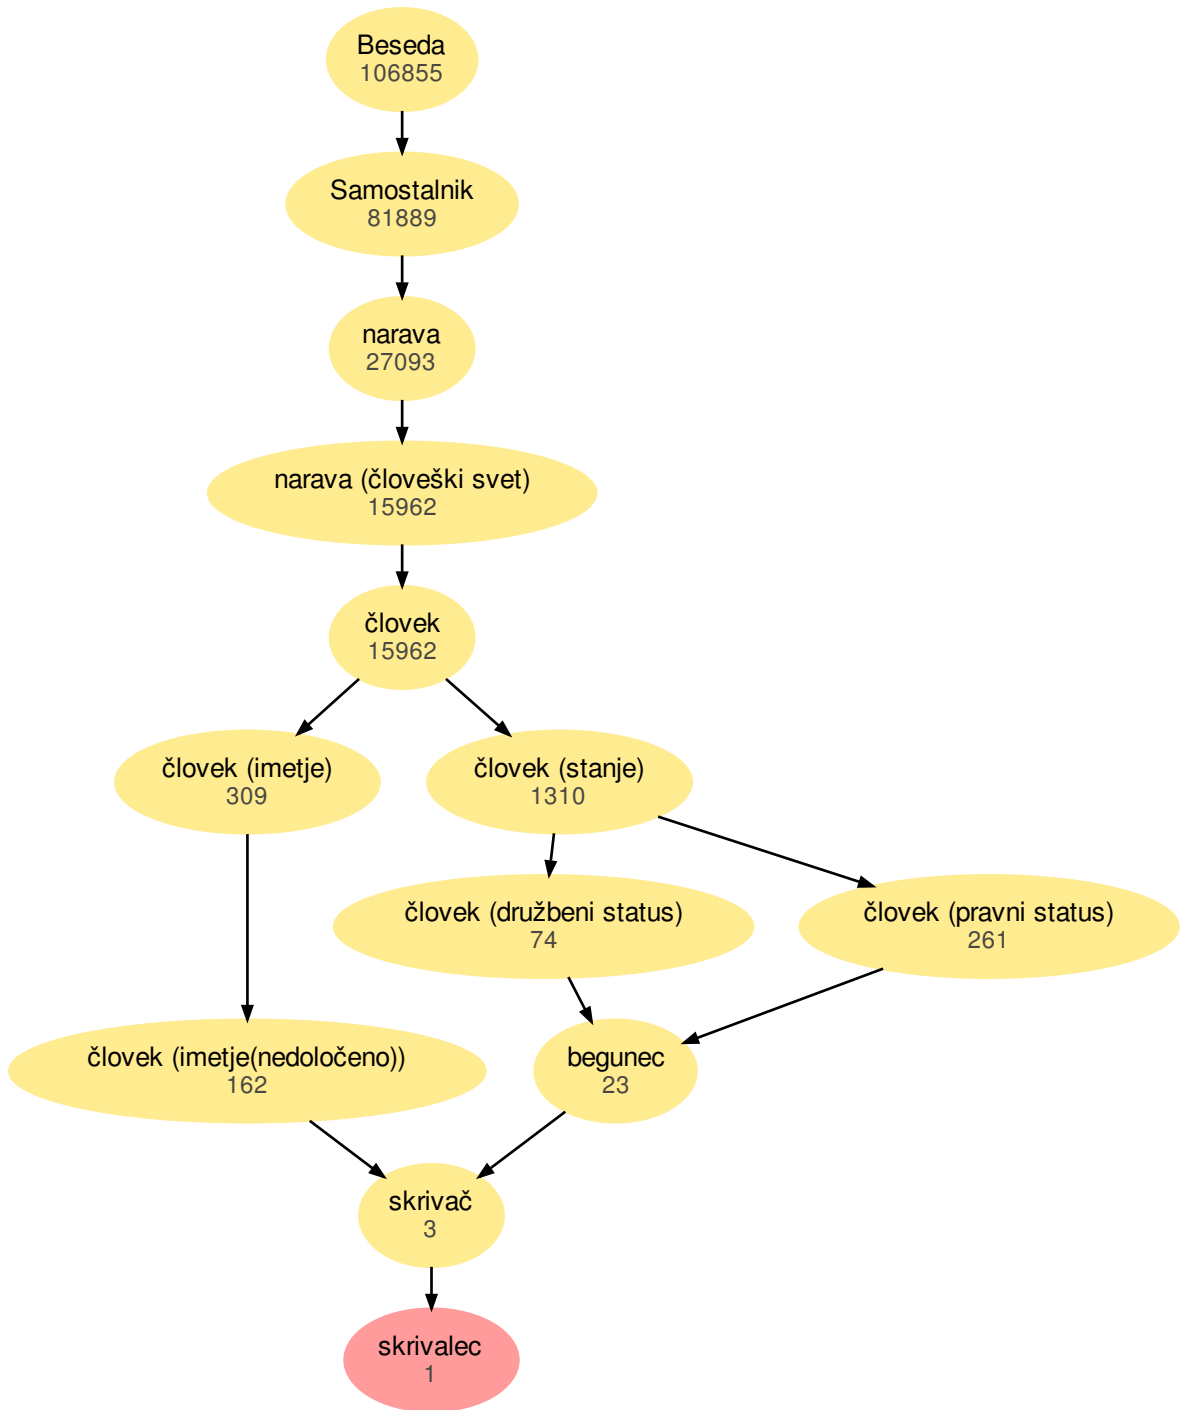 Beseda
106855
Samostalnik
81889
narava
27093
narava (človeški svet)
15962
človek
15962
človek (imetje)
309
človek (stanje)
1310
človek (družbeni status)
74
človek (pravni status)
261
človek (imetje(nedoločeno))
162
begunec
23
skrivač
3
skrivalec
1